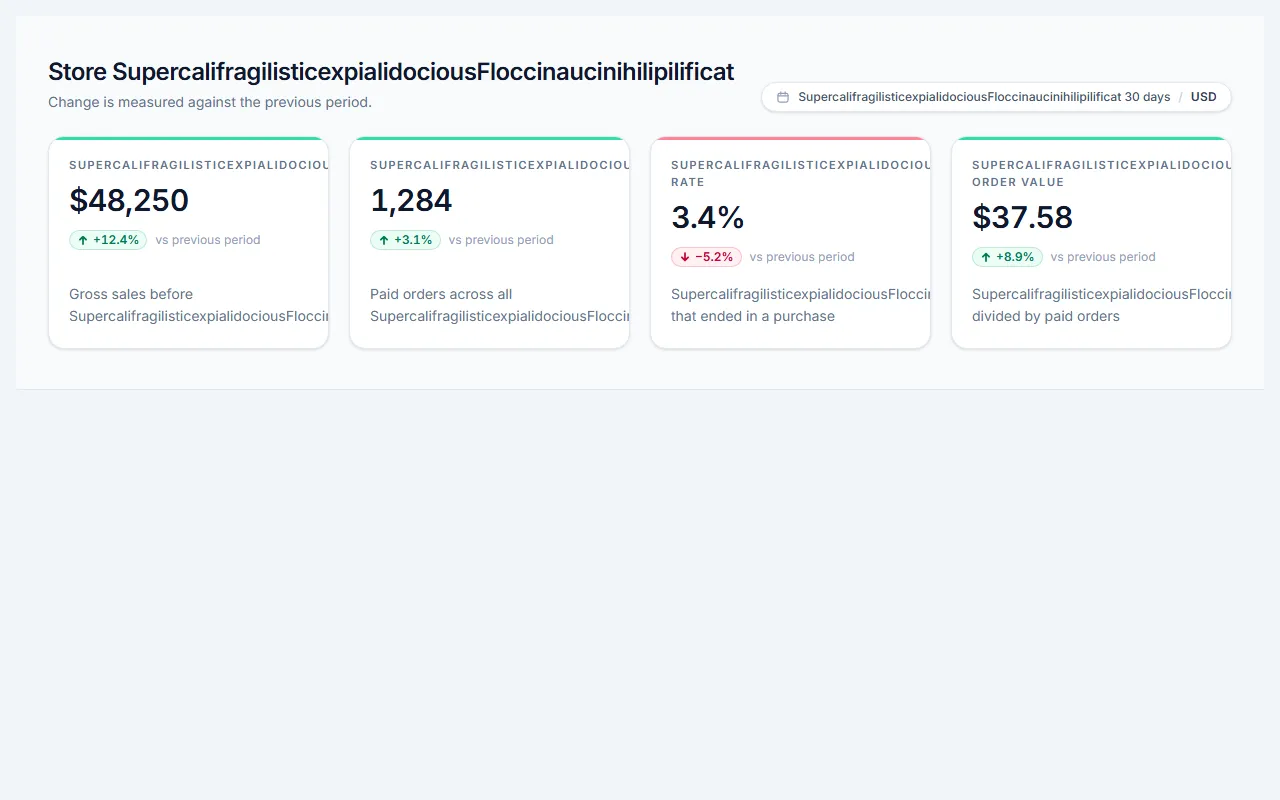 Store SupercalifragilisticexpialidociousFloccinaucinihilipilificat
Change is measured against the previous period.
SupercalifragilisticexpialidociousFloccinaucinihilipilificat 30 days / USD
SUPERCALIFRAGILISTICEXPIALIDOCIOU
$48,250
+12.4% vs previous period
Gross sales before
SupercalifragilisticexpialidociousFloccin
SUPERCALIFRAGILISTICEXPIALIDOCIOU
1,284
+3.1% vs previous period
Paid orders across all
SupercalifragilisticexpialidociousFloccin
SUPERCALIFRAGILISTICEXPIALIDOCIOU
RATE
3.4%
−5.2% vs previous period
SupercalifragilisticexpialidociousFloccin
that ended in a purchase
SUPERCALIFRAGILISTICEXPIALIDOCIOU
ORDER VALUE
$37.58
+8.9% vs previous period
SupercalifragilisticexpialidociousFloccin
divided by paid orders